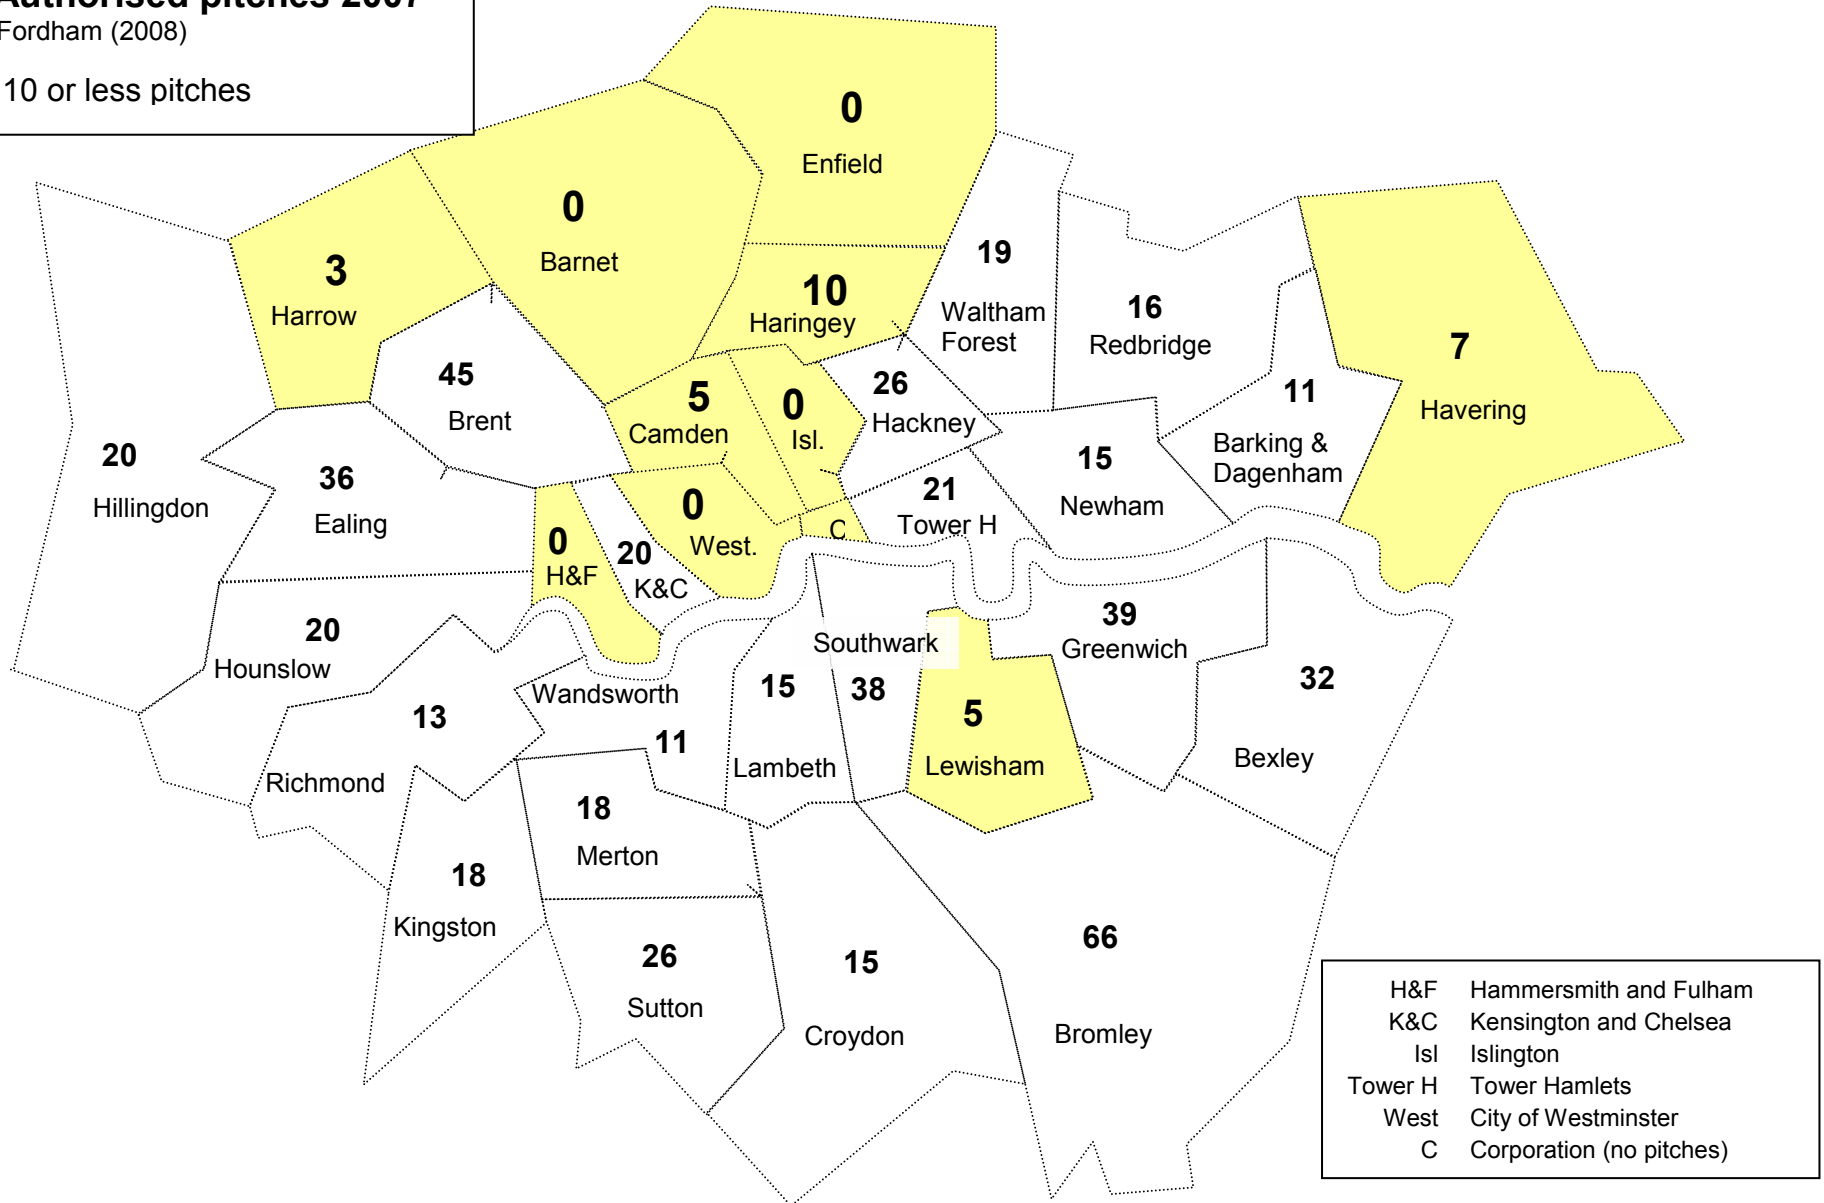 Authorised pitches 2007
Fordham (2008)
10 or less pitches
0
Enfield
0
Barnet
3
Harrow
10
Haringey
19
Waltham
Forest
16
Redbridge
7
Havering
11
Barking &
Dagenham
45
Brent
5
Camden
0
Isl.
26
Hackney
20
Hillingdon
36
Ealing
0
H&F
20
K&C
0
West.
C
21
Tower H
15
Newham
20
Hounslow
13
Richmond
Wandsworth
11
15
Lambeth
Southwark
38
5
Lewisham
39
Greenwich
32
Bexley
18
Merton
18
Kingston
26
Sutton
15
Croydon
66
Bromley
H&F Hammersmith and Fulham
K&C Kensington and Chelsea
Isl Islington
Tower H Tower Hamlets
West City of Westminster
C Corporation (no pitches)